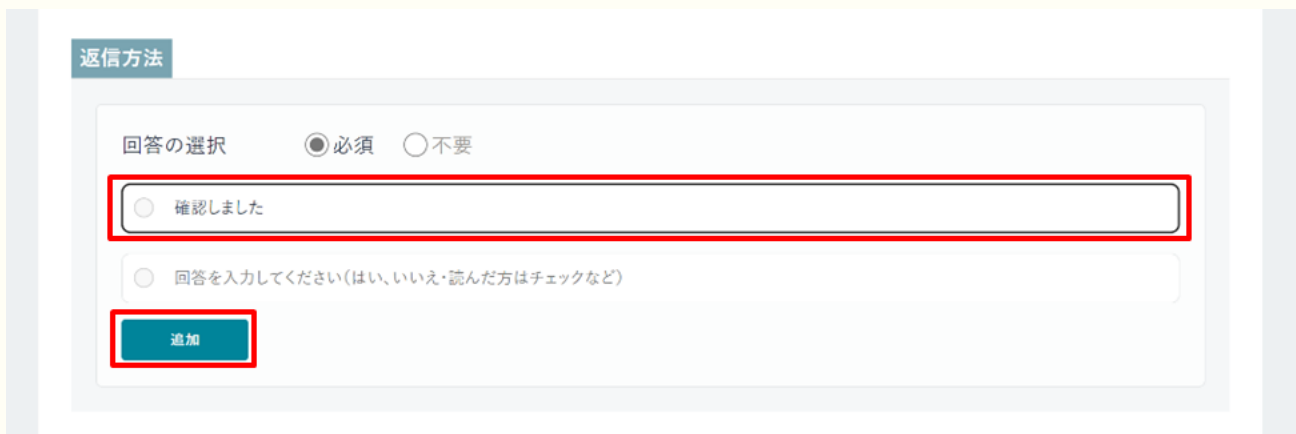 返信方法
回答の選択 必須 不要
確認しました
回答を入力してください(はい、いいえ・読んだ方はチェックなど)
追加